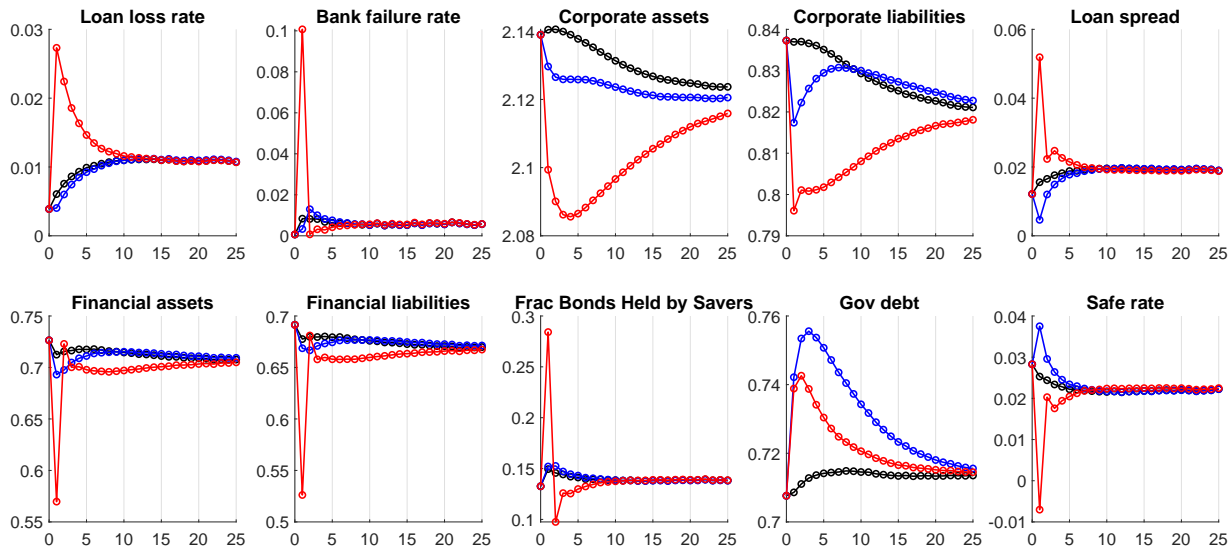 Loan loss rate
0.03
0.02
0.01
0
0 5 10 15 20 25
Bank failure rate
0.1
0.08
0.06
0.04
0.02
0
0 5 10 15 20 25
Corporate assets
2.14
2.12
2.1
2.08
0 5 10 15 20 25
Corporate liabilities
0.84
0.83
0.82
0.81
0.8
0.79
0 5 10 15 20 25
Loan spread
0.06
0.04
0.02
0
0 5 10 15 20 25
Financial assets
0.75
0.7
0.65
0.6
0.55
0 5 10 15 20 25
Financial liabilities
0.7
0.65
0.6
0.55
0.5
0 5 10 15 20 25
Frac Bonds Held by Savers
0.3
0.25
0.2
0.15
0.1
0 5 10 15 20 25
Gov debt
0.76
0.74
0.72
0.7
0 5 10 15 20 25
Safe rate
0.04
0.03
0.02
0.01
0
-0.01
0 5 10 15 20 25